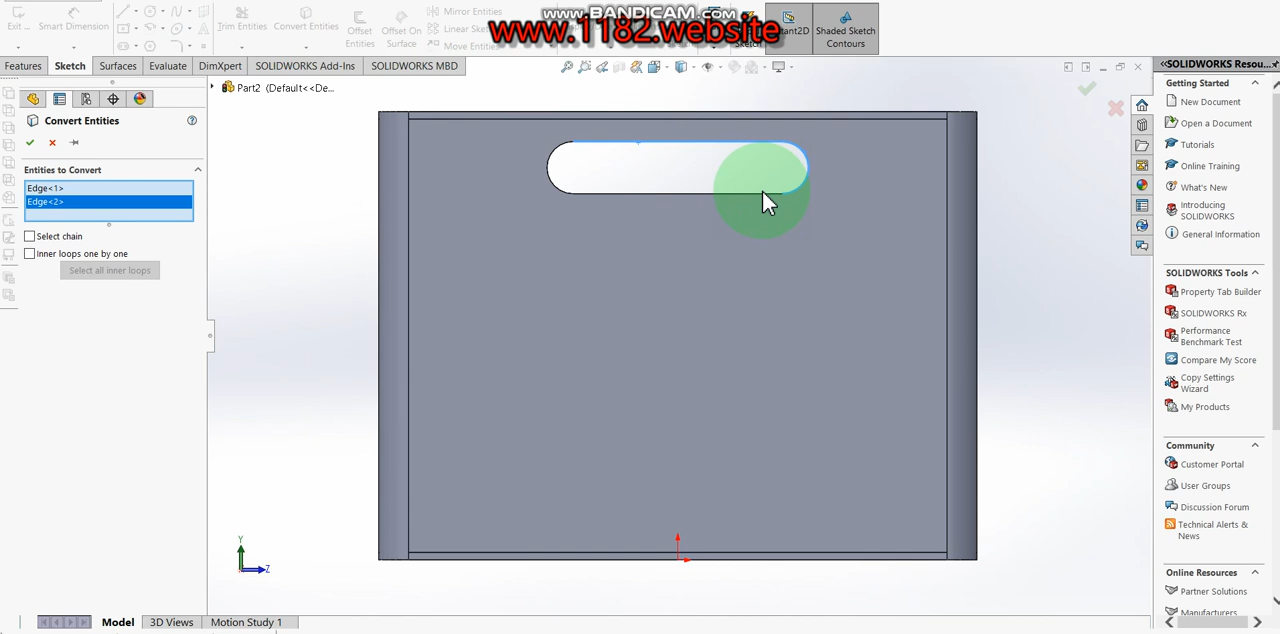 www.BANDICAM.com
www.1182.website
Exit ...
Smart Dimension
Trim Entities
Convert Entities
Offset Entities
Offset On Surface
Mirror Entities
Linear Sket
Move Entities
Sketch
tant2D
Shaded Sketch Contours
Features
Sketch
Surfaces
Evaluate
DimXpert
SOLIDWORKS Add-Ins
SOLIDWORKS MBD
Part2 (Default<<De...
Convert Entities
Entities to Convert
Edge<1>
Edge<2>
Select chain
Inner loops one by one
Select all inner loops
Y
Z
Model
3D Views
Motion Study 1
SOLIDWORKS Resou...
Getting Started
New Document
Open a Document
Tutorials
Online Training
What's New
Introducing
SOLIDWORKS
General Information
SOLIDWORKS Tools
Property Tab Builder
SOLIDWORKS Rx
Performance
Benchmark Test
Compare My Score
Copy Settings
Wizard
My Products
Community
Customer Portal
User Groups
Discussion Forum
Technical Alerts &
News
Online Resources
Partner Solutions
Manufacturers